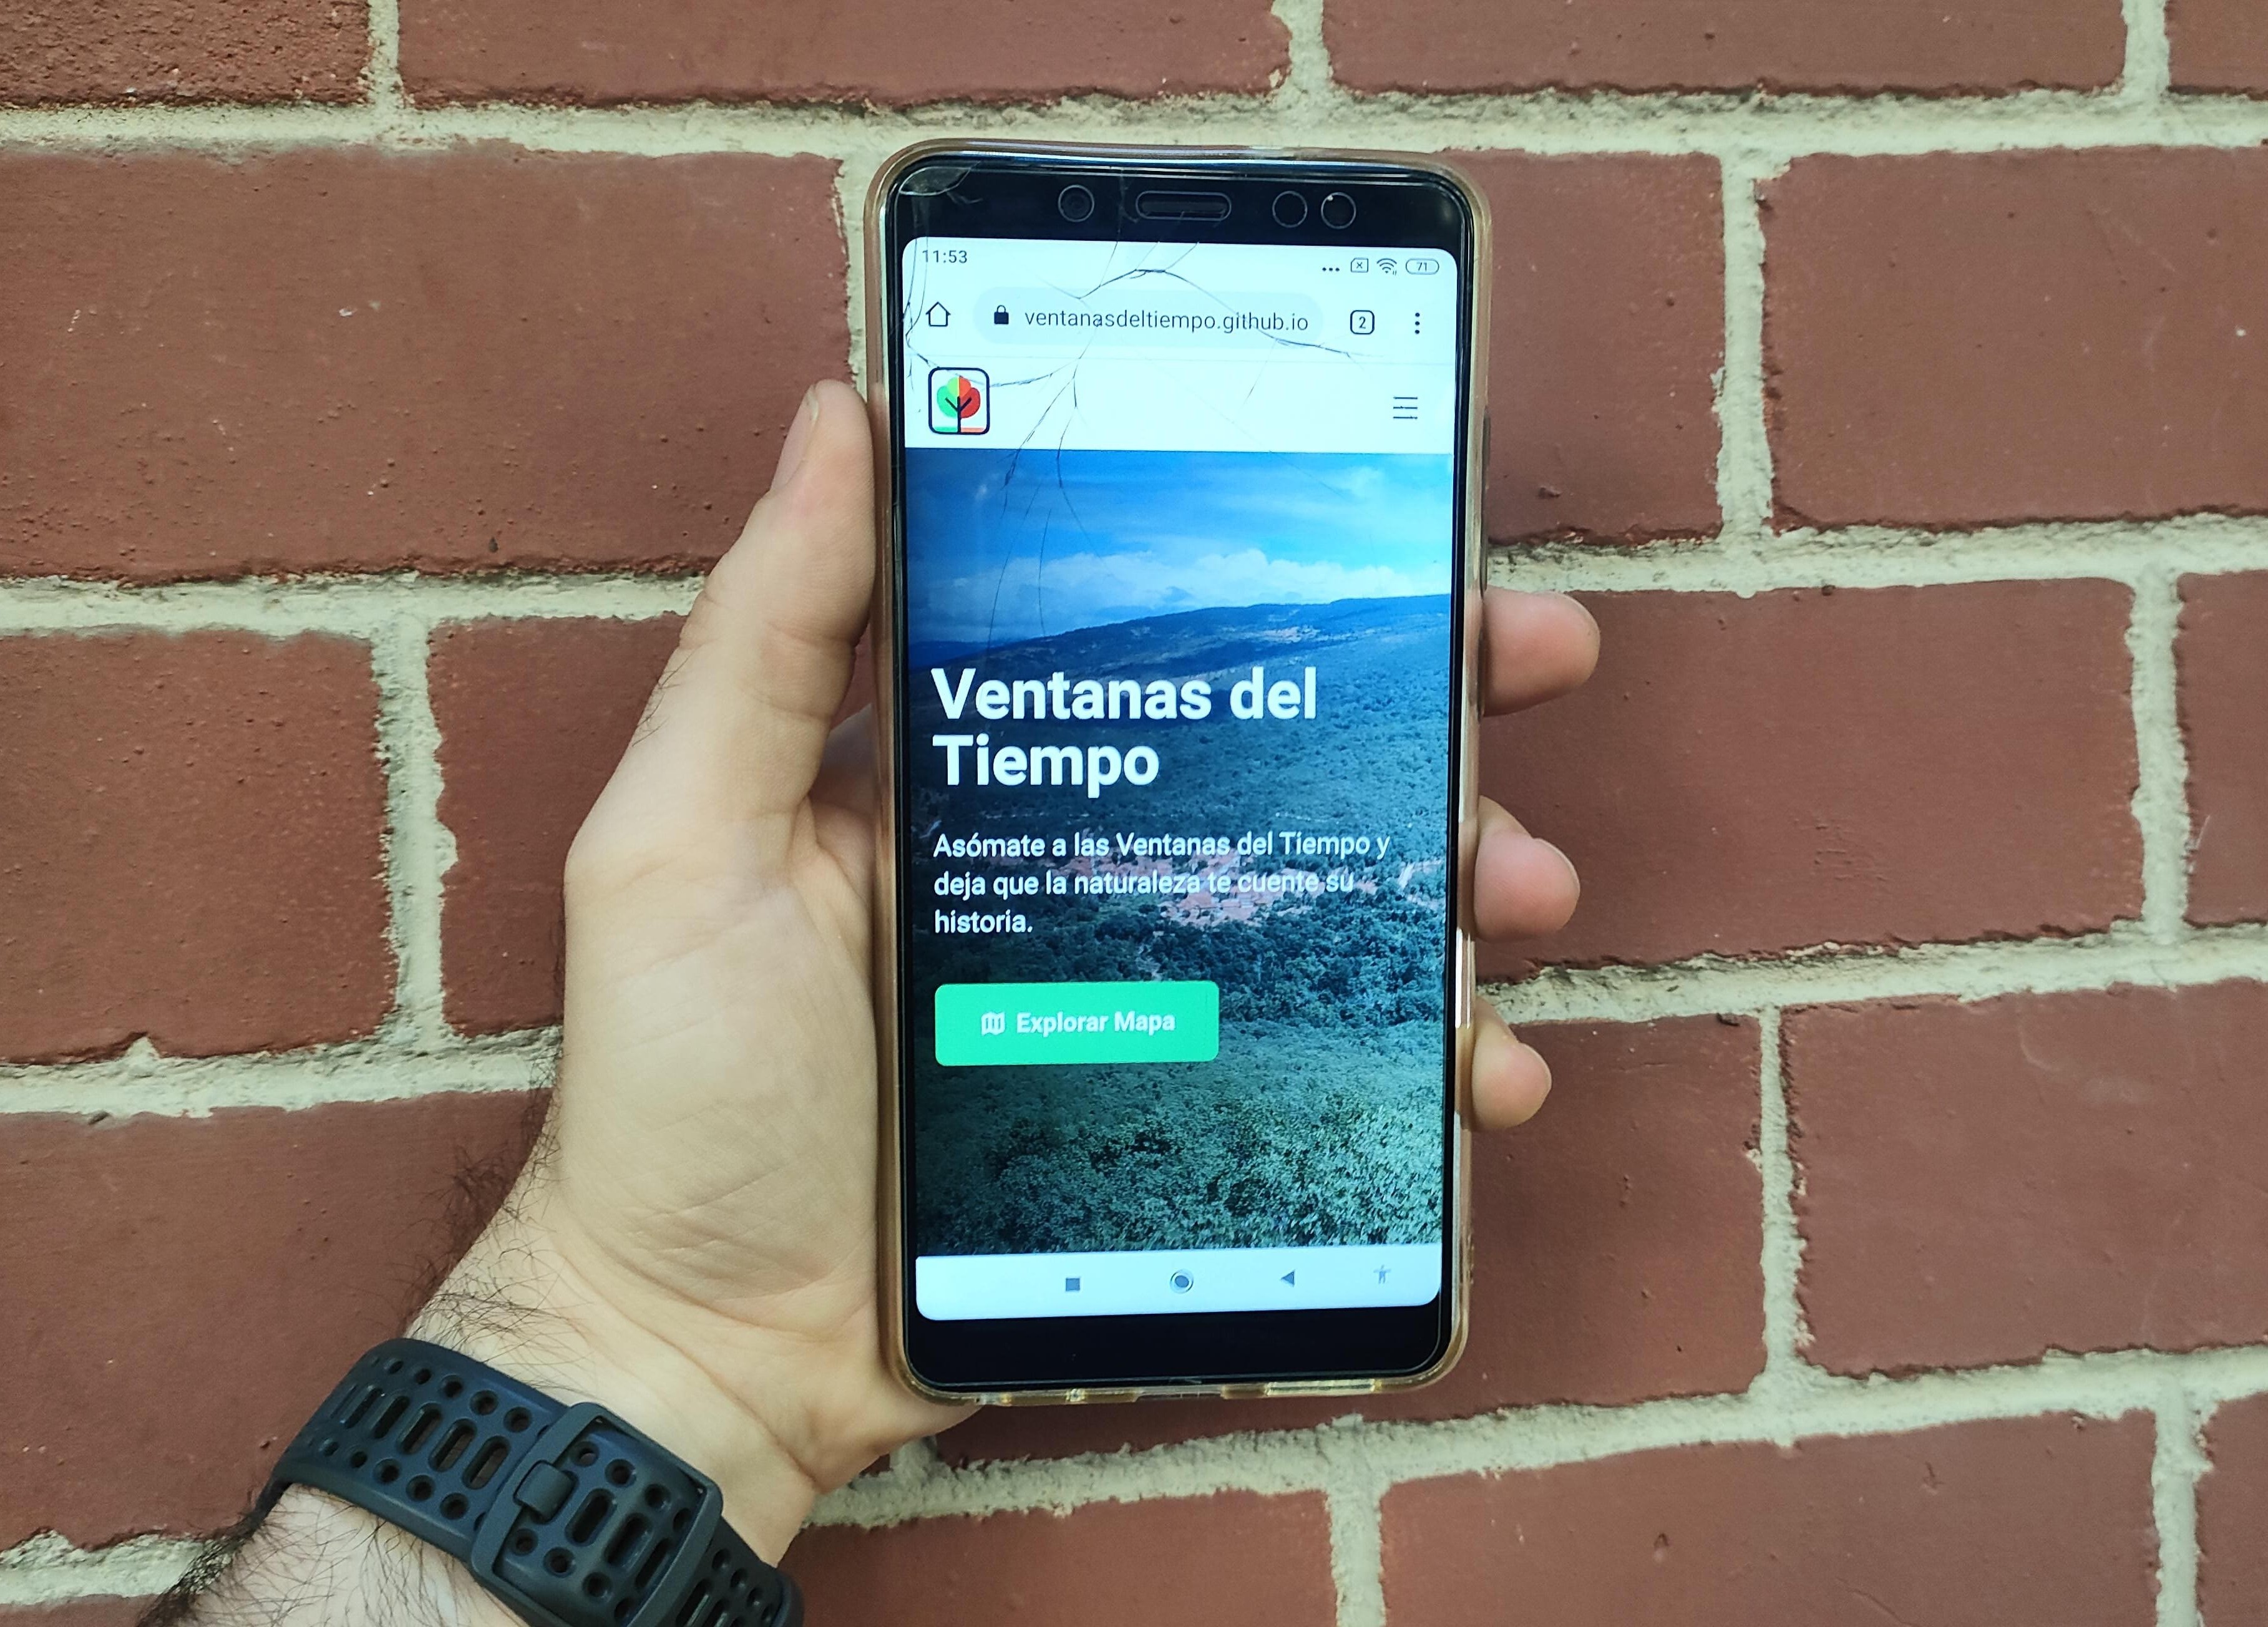 11:53
71
ventanasdeltiempo.github.io
2
Ventanas del
Tiempo
Asómate a las Ventanas del Tiempo y
deja que la naturaleza te cuente su
historia.
Explorar Mapa